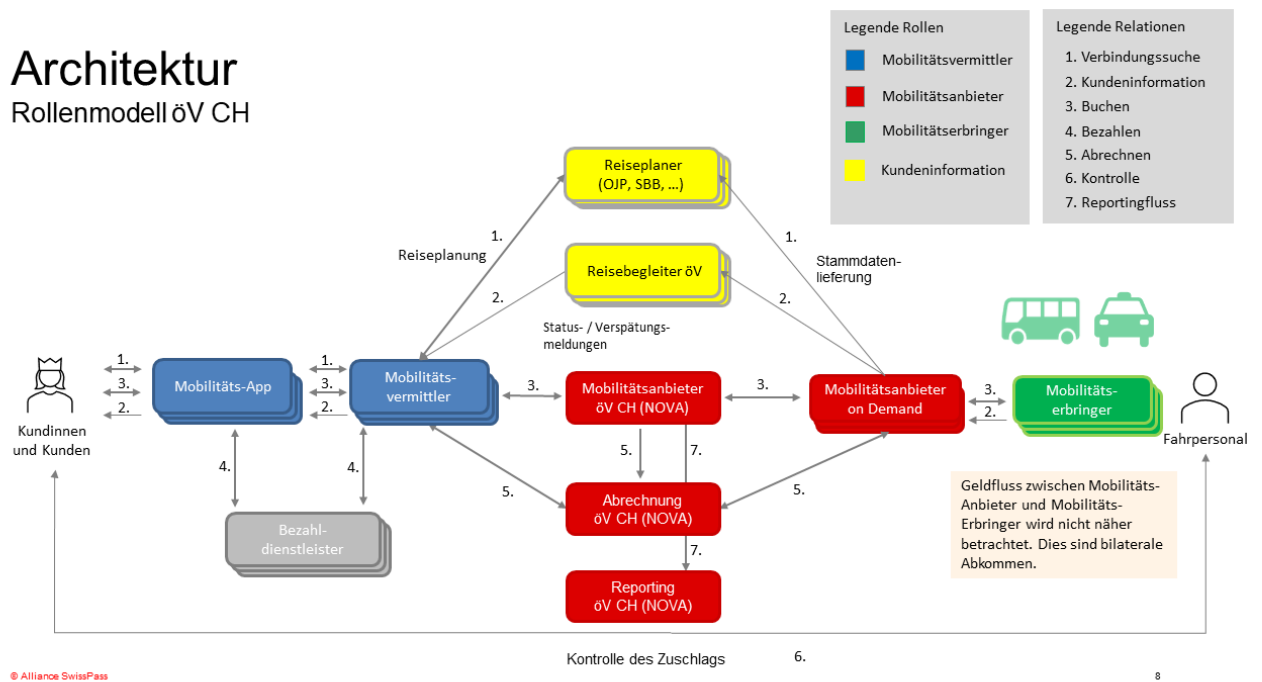 Architektur
Rollenmodell öV CH
Legende Rollen
Mobilitätsvermittler
Mobilitätsanbieter
Mobilitätserbringer
Kundeninformation
Legende Relationen
1. Verbindungssuche
2. Kundeninformation
3. Buchen
4. Bezahlen
5. Abrechnen
6. Kontrolle
7. Reportingfluss
Reiseplaner
(OJP, SBB, ...)
1.
1.
Reiseplanung
Stammdaten-
lieferung
Reisebegleiter öV
2.
2.
Status- / Verspätungs-
meldungen
Kundinnen
und Kunden
1.
3.
2.
Mobilitäts-App
1.
3.
2.
Mobilitäts-
vermittler
3.
Mobilitätsanbieter
öV CH (NOVA)
3.
Mobilitätsanbieter
on Demand
3.
2.
Mobilitäts-
erbringer
Fahrpersonal
4.
4.
5.
7.
5.
5.
Bezahl-
dienstleister
Abrechnung
öV CH (NOVA)
7.
Reporting
öV CH (NOVA)
Geldfluss zwischen Mobilitäts-
Anbieter und Mobilitäts-
Erbringer wird nicht näher
betrachtet. Dies sind bilaterale
Abkommen.
Kontrolle des Zuschlags
6.
© Alliance SwissPass
8